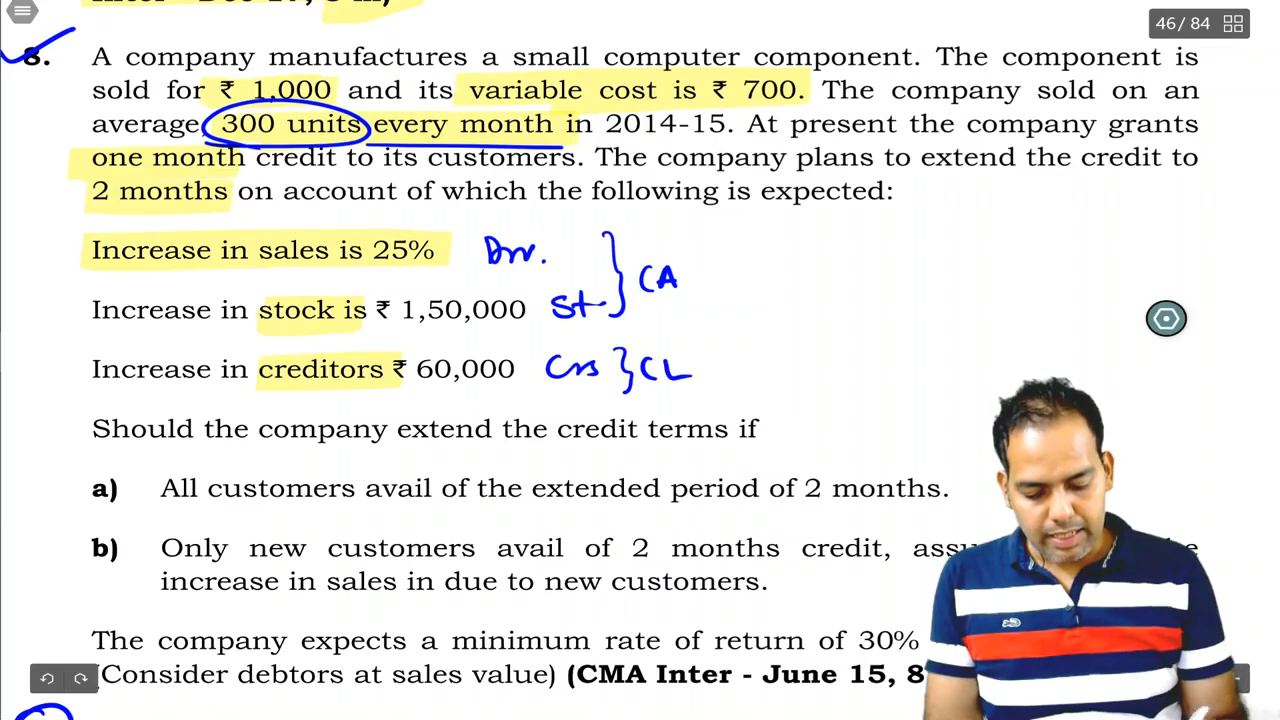 46 / 84
8. A company manufactures a small computer component. The component is
sold for ₹ 1,000 and its variable cost is ₹ 700. The company sold on an
average 300 units every month in 2014-15. At present the company grants
one month credit to its customers. The company plans to extend the credit to
2 months on account of which the following is expected:
Increase in sales is 25% Drr.
Increase in stock is ₹ 1,50,000 St } CA
Increase in creditors ₹ 60,000 Crs } CL
Should the company extend the credit terms if
a) All customers avail of the extended period of 2 months.
b) Only new customers avail of 2 months credit,
increase in sales in due to new customers.
The company expects a minimum rate of return of 30%
(Consider debtors at sales value) (CMA Inter - June 15, 8